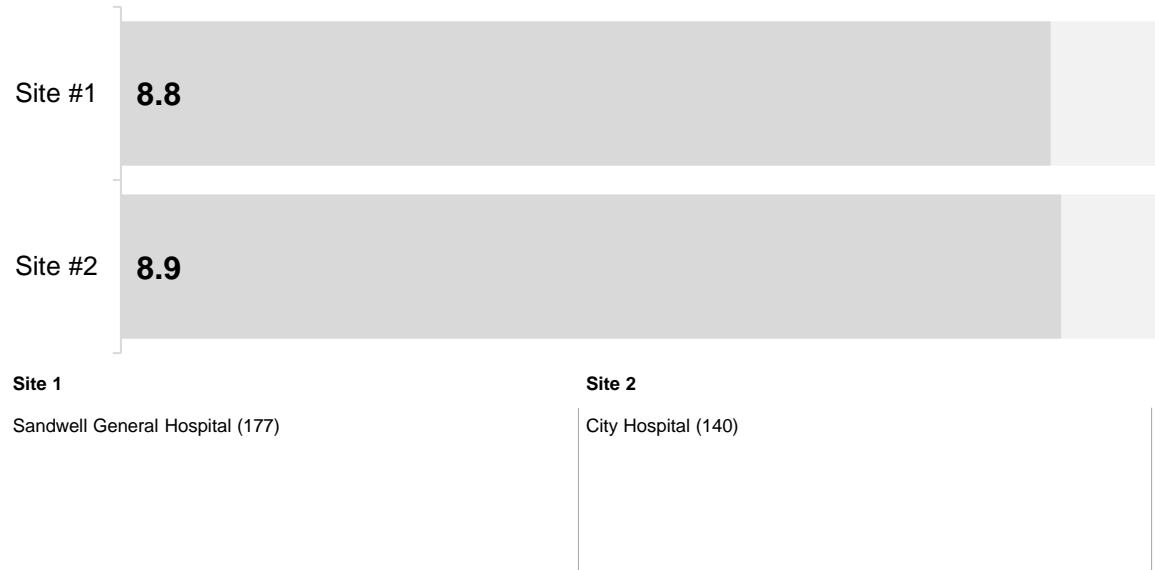 Site #1 8.8
Site #2 8.9
Site 1
Sandwell General Hospital (177)
Site 2
City Hospital (140)